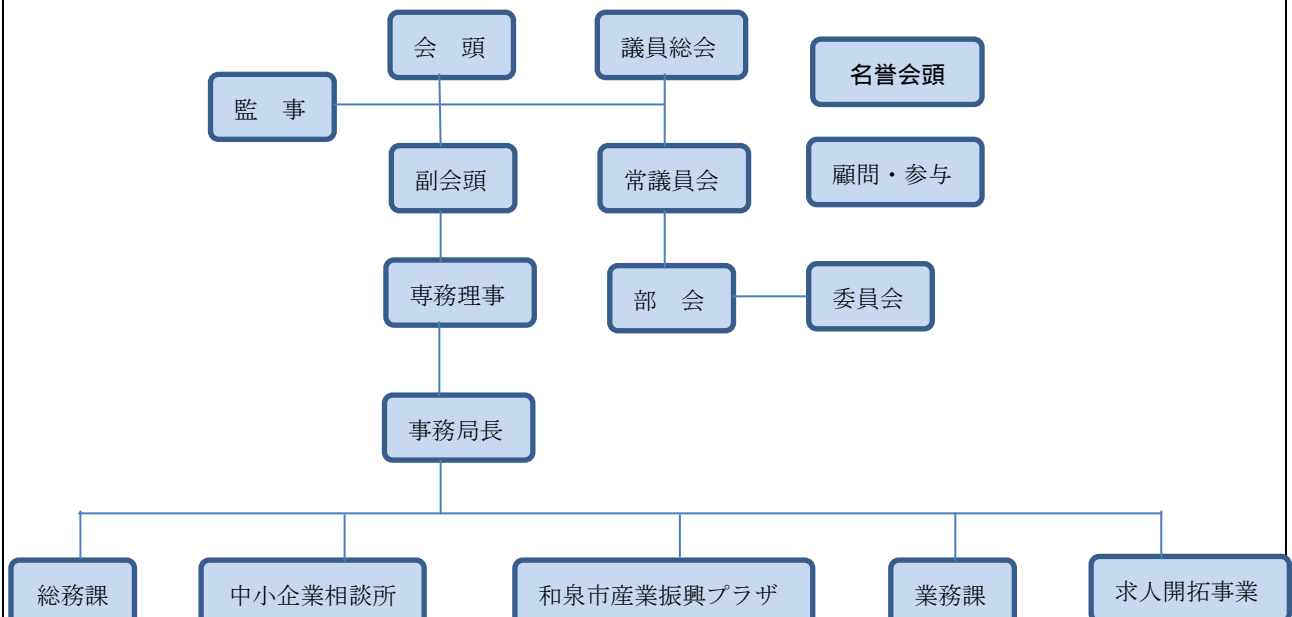 会　頭
議員総会
名誉会頭
監　事
副会頭
常議員会
顧問・参与
専務理事
部　会
委員会
事務局長
総務課
中小企業相談所
和泉市産業振興プラザ
業務課
求人開拓事業